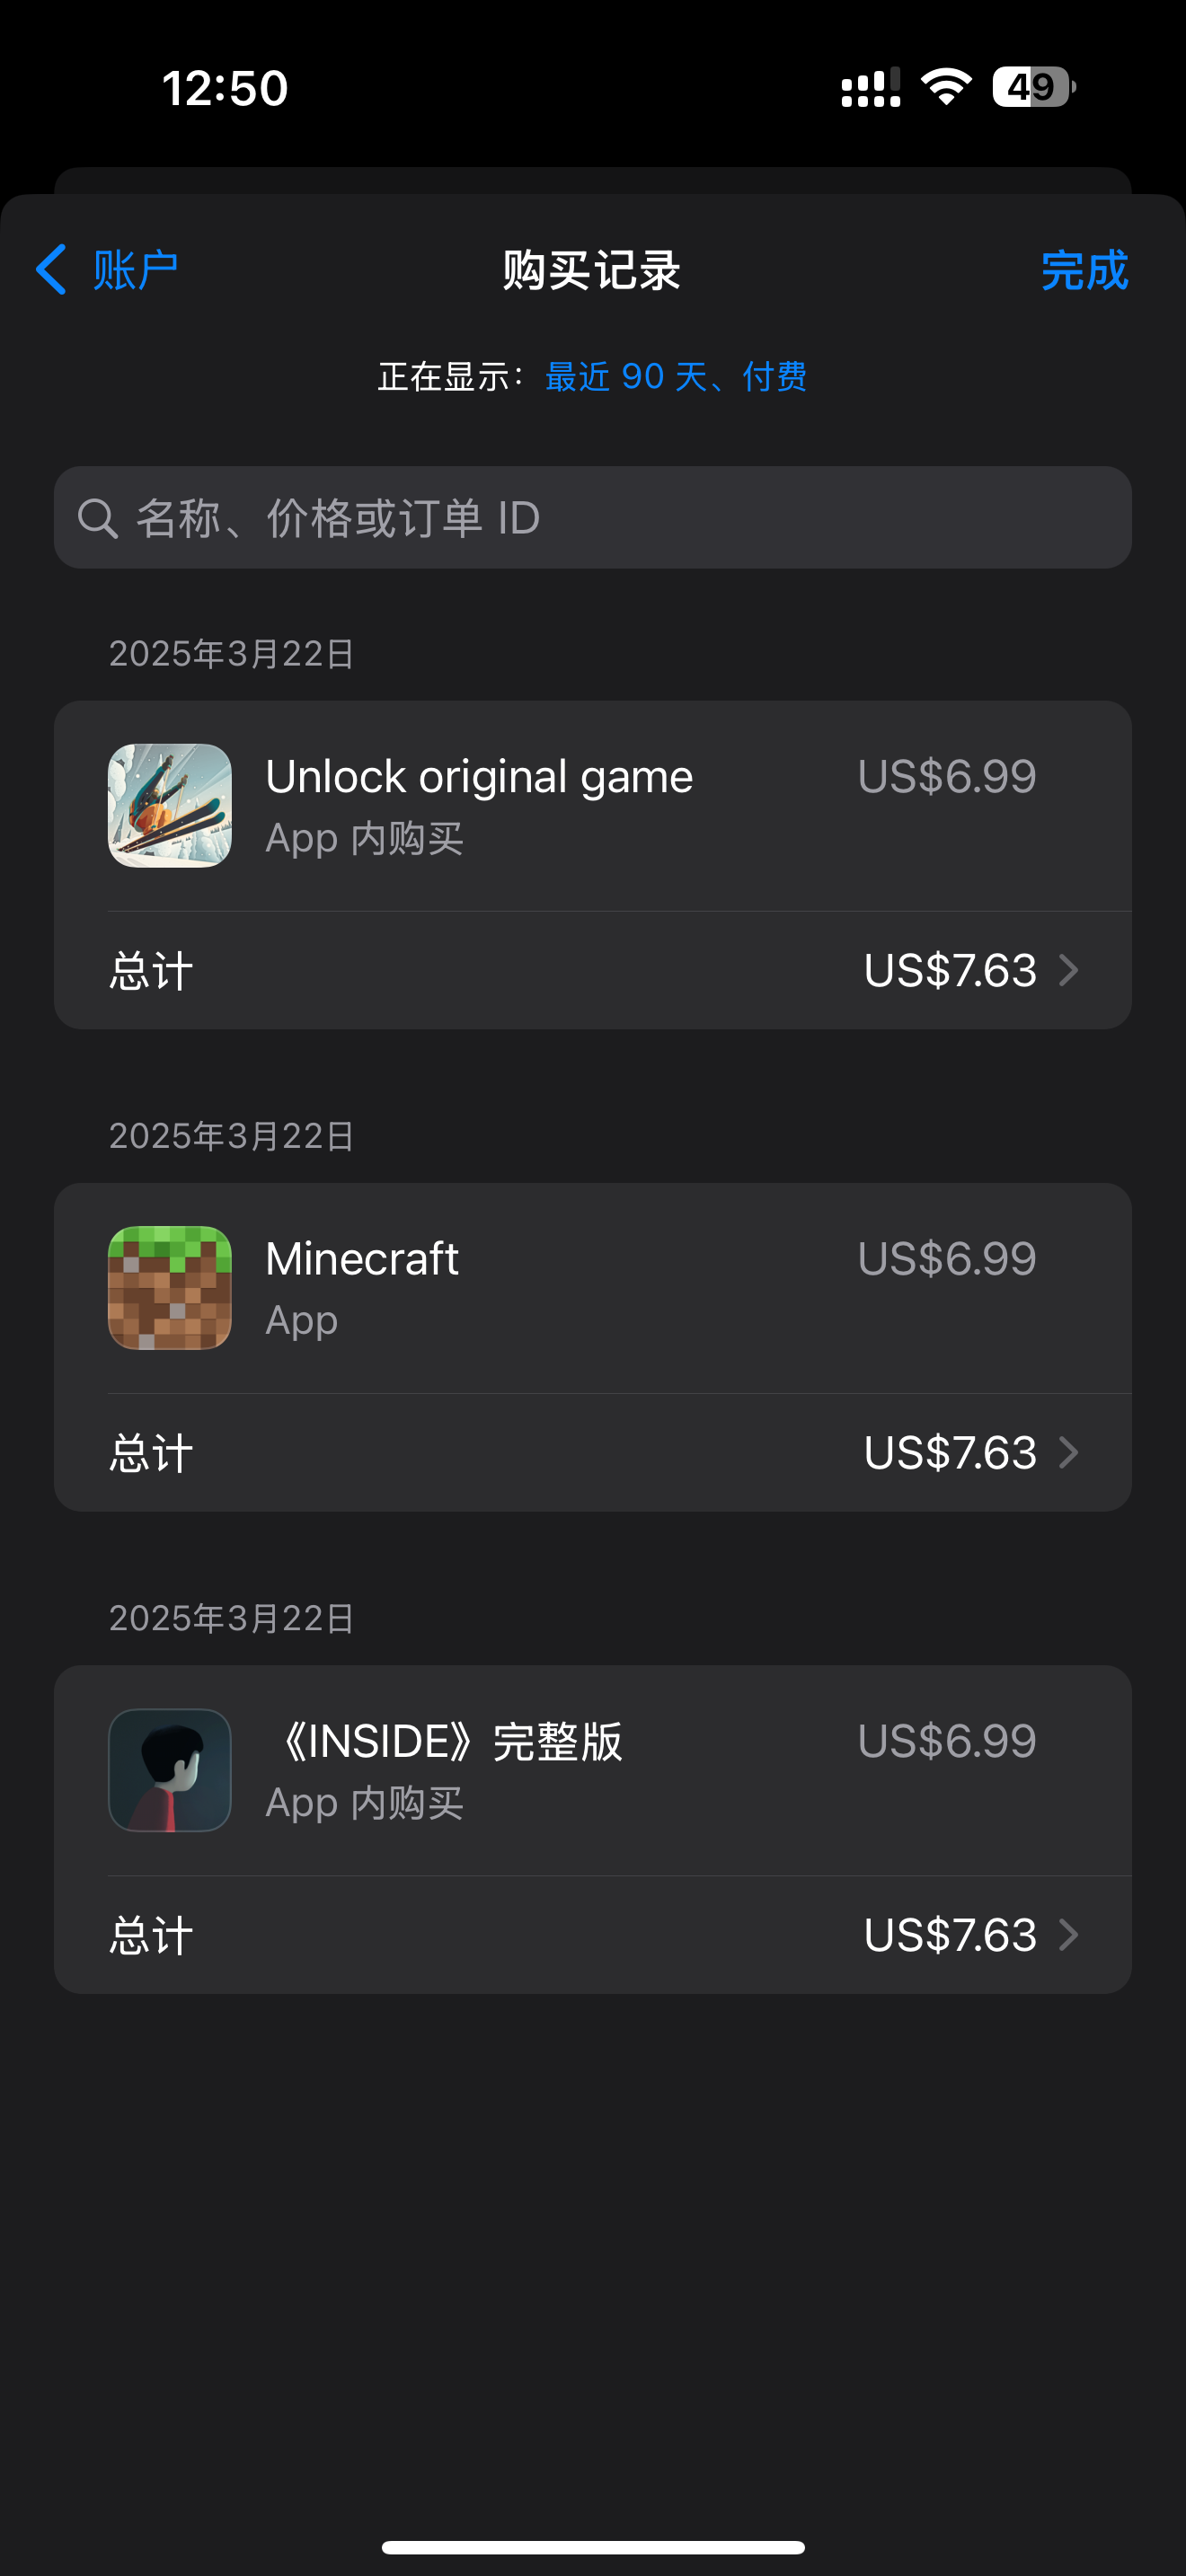 12:50
49
账户
购买记录
完成
正在显示：最近 90 天、付费
名称、价格或订单 ID
2025年3月22日
Unlock original game
US$6.99
App 内购买
总计
US$7.63
2025年3月22日
Minecraft
US$6.99
App
总计
US$7.63
2025年3月22日
《INSIDE》完整版
US$6.99
App 内购买
总计
US$7.63